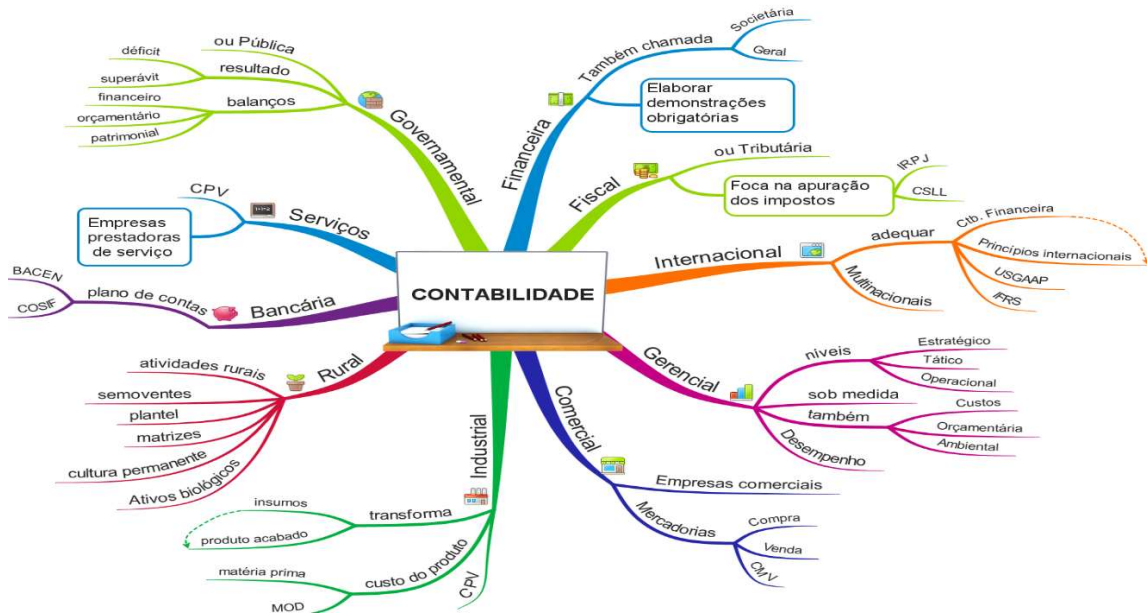 CONTABILIDADE
Financeira
Também chamada
Societária
Geral
Elaborar
demonstrações
obrigatórias
Fiscal
ou Tributária
Foca na apuração
dos impostos
IRPJ
CSLL
Internacional
adequar
Ctb. Financeira
Princípios internacionais
USGAAP
IFRS
Multinacionais
Gerencial
níveis
Estratégico
Tático
Operacional
sob medida
também
Custos
Orçamentária
Ambiental
Desempenho
Comercial
Empresas comerciais
Mercadorias
Compra
Venda
CMV
Industrial
transforma
insumos
produto acabado
custo do produto
matéria prima
MOD
CPV
Rural
atividades rurais
semoventes
plantel
matrizes
cultura permanente
Ativos biológicos
Bancária
plano de contas
BACEN
COSIF
Serviços
CPV
Empresas
prestadoras
de serviço
Governamental
ou Pública
resultado
déficit
superávit
balanços
financeiro
orçamentário
patrimonial